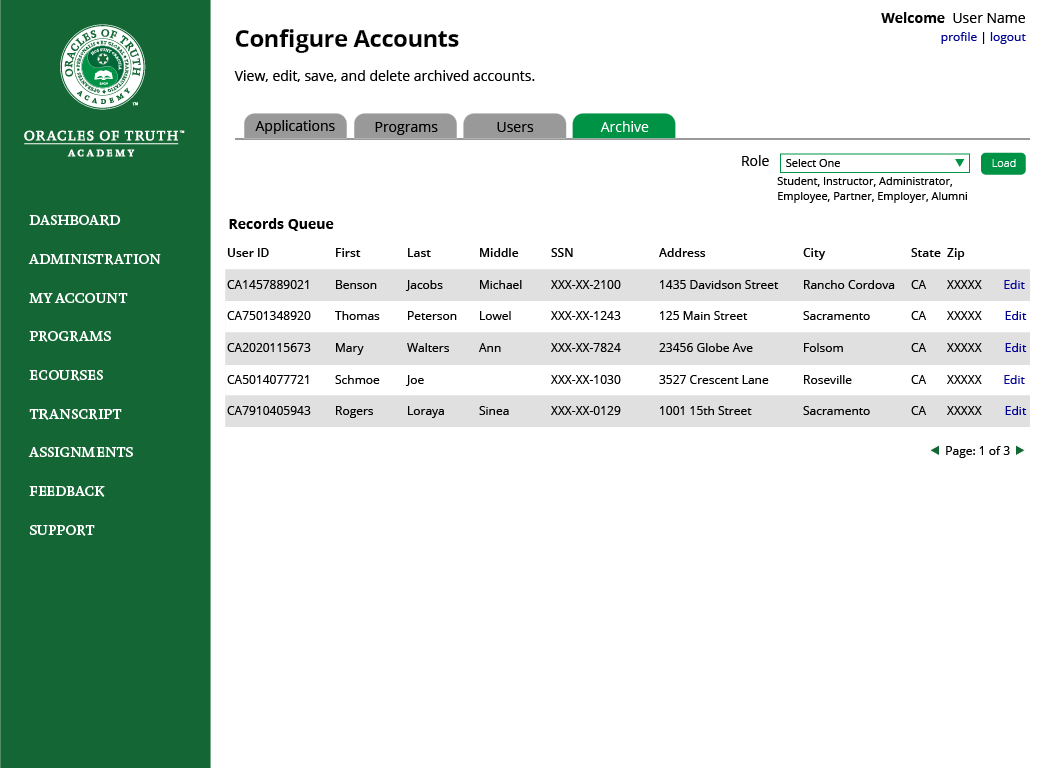 ORACLES OF TRUTH
ACADEMY
ORACLES OF TRUTH™
ACADEMY
DASHBOARD
ADMINISTRATION
MY ACCOUNT
PROGRAMS
ECOURSES
TRANSCRIPT
ASSIGNMENTS
FEEDBACK
SUPPORT
Welcome User Name
profile | logout
Configure Accounts
View, edit, save, and delete archived accounts.
Applications Programs Users Archive
Role Select One Load
Student, Instructor, Administrator,
Employee, Partner, Employer, Alumni
Records Queue
User ID First Last Middle SSN Address City State Zip
CA1457889021 Benson Jacobs Michael XXX-XX-2100 1435 Davidson Street Rancho Cordova CA XXXXX Edit
CA7501348920 Thomas Peterson Lowel XXX-XX-1243 125 Main Street Sacramento CA XXXXX Edit
CA2020115673 Mary Walters Ann XXX-XX-7824 23456 Globe Ave Folsom CA XXXXX Edit
CA5014077721 Schmoe Joe XXX-XX-1030 3527 Crescent Lane Roseville CA XXXXX Edit
CA7910405943 Rogers Loraya Sinea XXX-XX-0129 1001 15th Street Sacramento CA XXXXX Edit
Page: 1 of 3